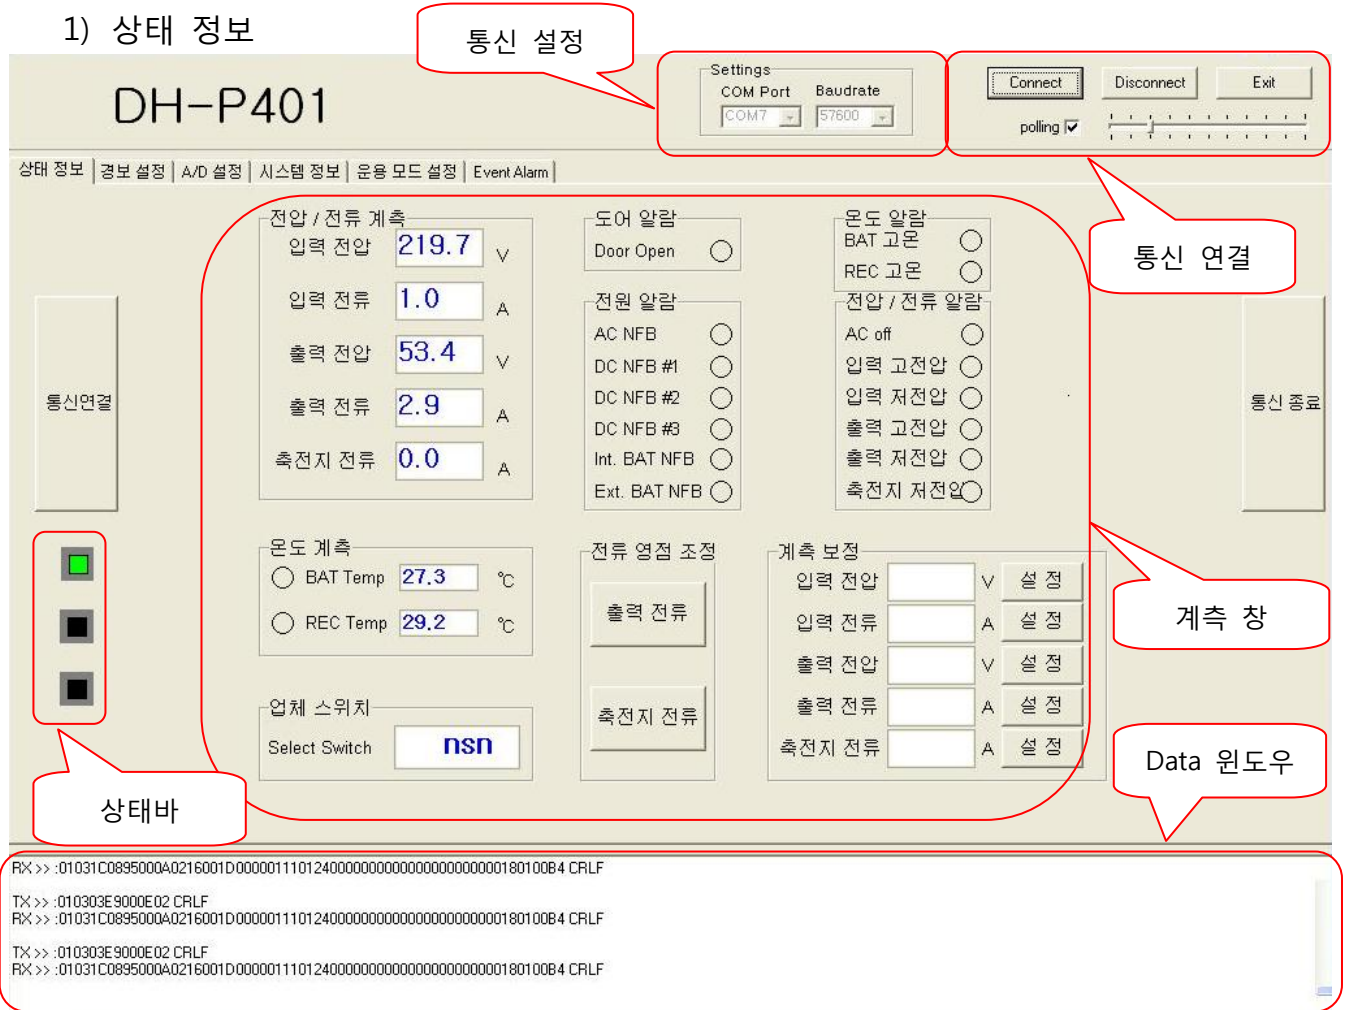 1) 상태 정보
통신 설정
DH-P401
Settings
COM Port Baudrate
COM7 57600
Connect Disconnect Exit
polling
통신 연결
상태 정보 경보 설정 A/D 설정 시스템 정보 운용 모드 설정 Event Alarm
통신연결
전압 / 전류 계측
입력 전압 219.7 V
입력 전류 1.0 A
출력 전압 53.4 V
출력 전류 2.9 A
축전지 전류 0.0 A
도어 알람
Door Open
전원 알람
AC NFB
DC NFB #1
DC NFB #2
DC NFB #3
Int. BAT NFB
Ext. BAT NFB
온도 알람
BAT 고온
REC 고온
전압 / 전류 알람
AC off
입력 고전압
입력 저전압
출력 고전압
출력 저전압
축전지 저전압
통신 종료
온도 계측
BAT Temp 27.3 ℃
REC Temp 29.2 ℃
업체 스위치
Select Switch nsn
전류 영점 조정
출력 전류
축전지 전류
계측 보정
입력 전압 V 설 정
입력 전류 A 설 정
출력 전압 V 설 정
출력 전류 A 설 정
축전지 전류 A 설 정
계측 창
상태바
Data 윈도우
RX >> :01031C0895000A0216001D00000111012400000000000000000000000180100B4 CRLF
TX >> :010303E9000E02 CRLF
RX >> :01031C0895000A0216001D00000111012400000000000000000000000180100B4 CRLF
TX >> :010303E9000E02 CRLF
RX >> :01031C0895000A0216001D00000111012400000000000000000000000180100B4 CRLF